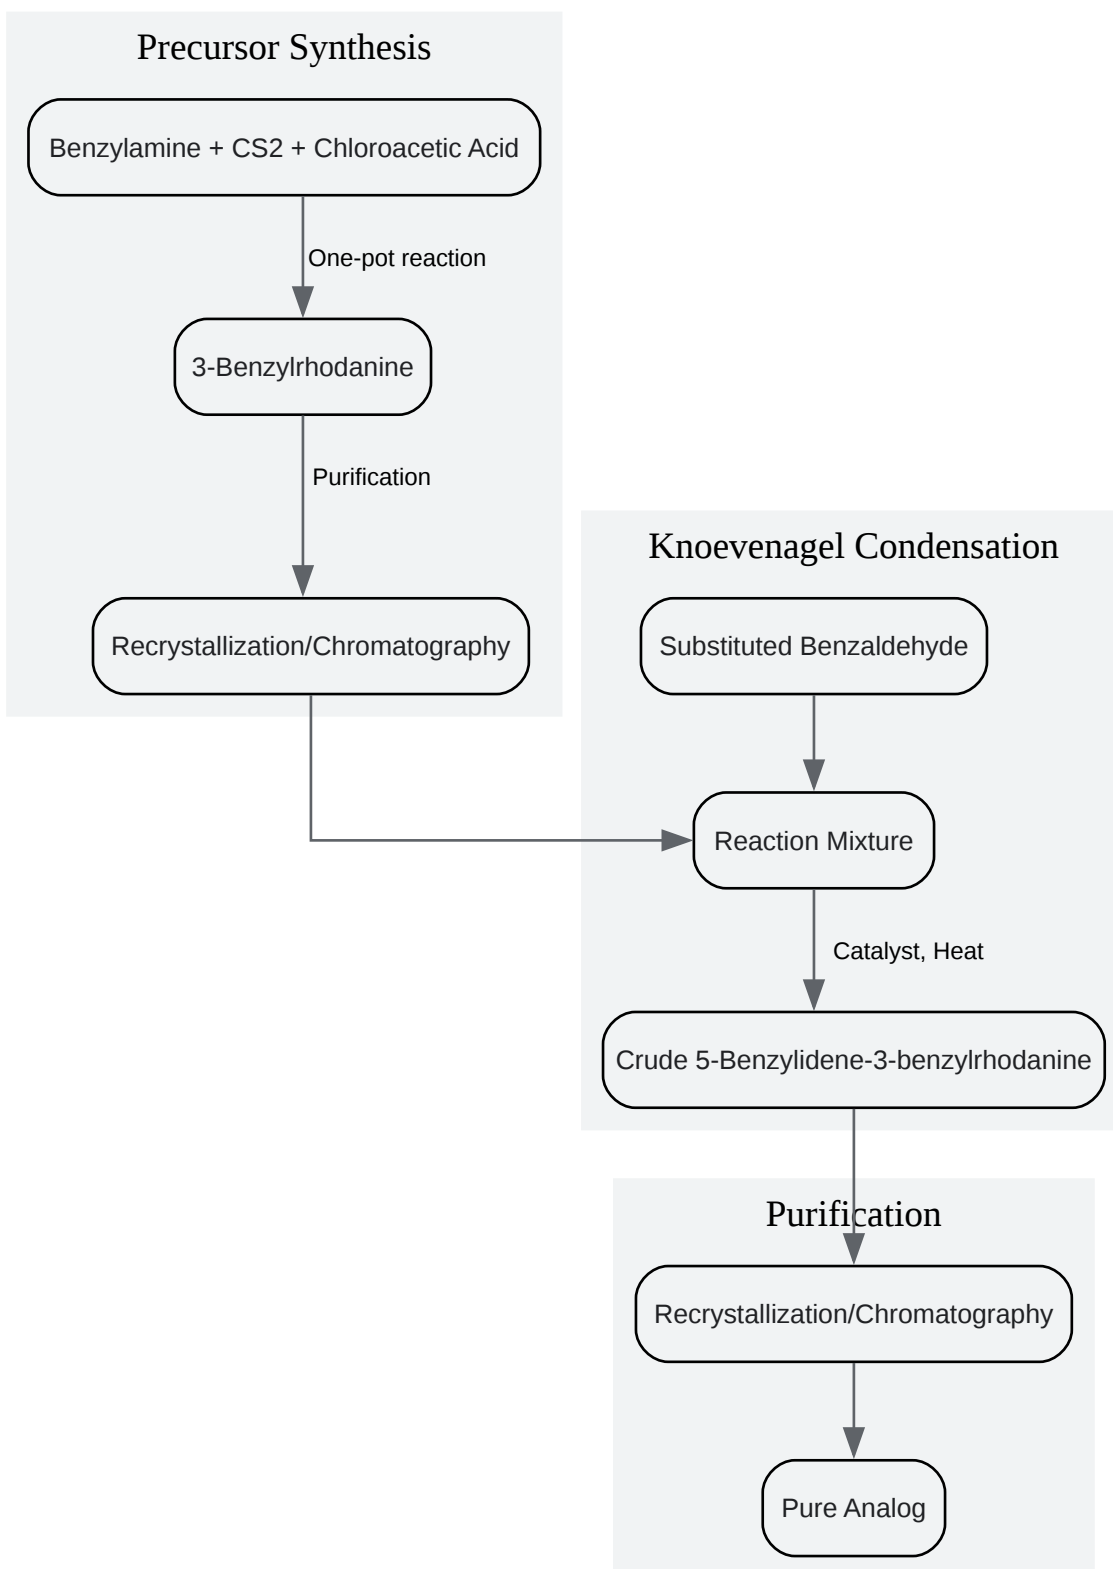 Precursor Synthesis
Benzylamine + CS2 + Chloroacetic Acid
One-pot reaction
3-Benzylrhodanine
Purification
Recrystallization/Chromatography
Knoevenagel Condensation
Substituted Benzaldehyde
Reaction Mixture
Catalyst, Heat
Crude 5-Benzylidene-3-benzylrhodanine
Purification
Recrystallization/Chromatography
Pure Analog